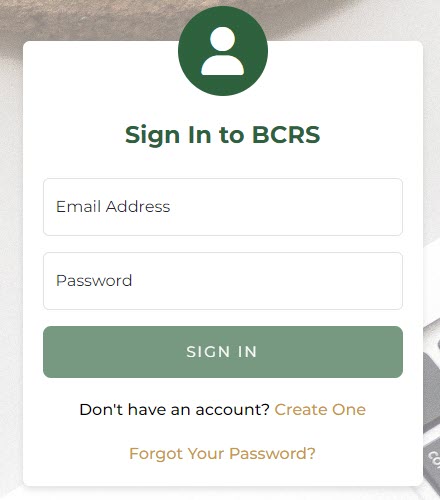 Sign In to BCRS
Email Address
Password
SIGN IN
Don't have an account? Create One
Forgot Your Password?